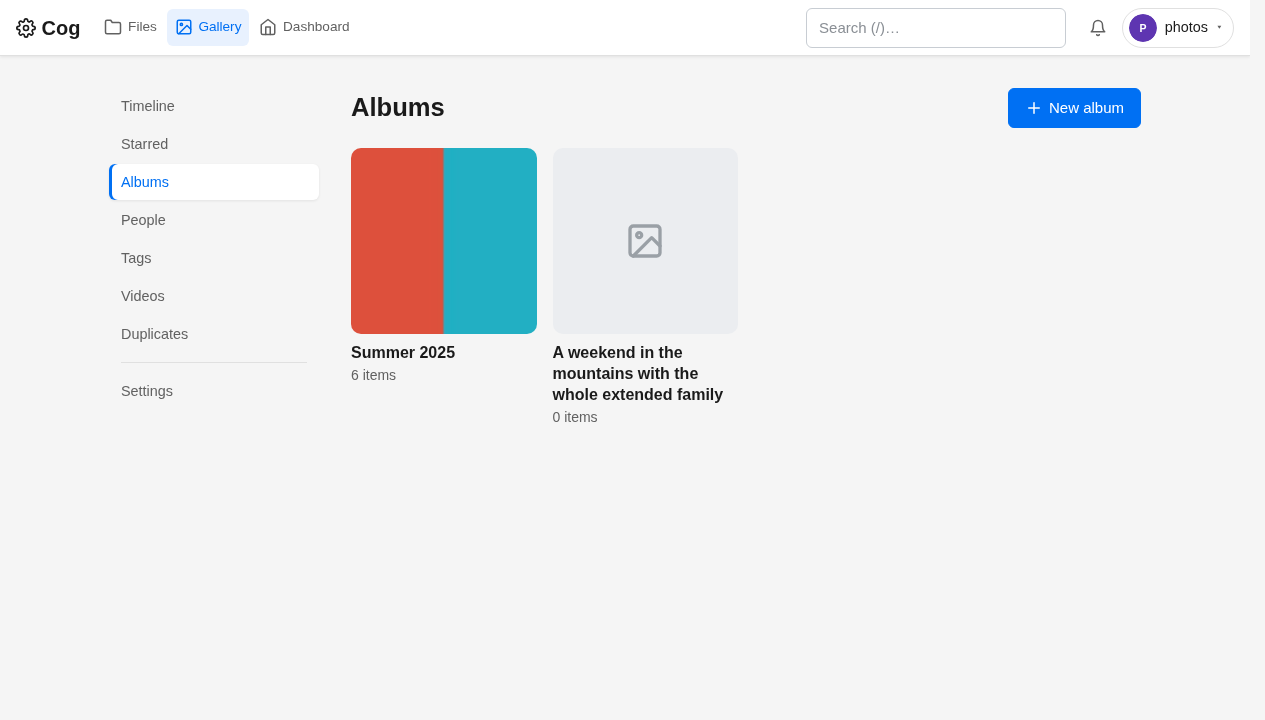 Cog
Files
Gallery
Dashboard
Search (/)…
P
photos
Timeline
Starred
Albums
People
Tags
Videos
Duplicates
Settings
Albums
New album
Summer 2025
6 items
A weekend in the
mountains with the
whole extended family
0 items